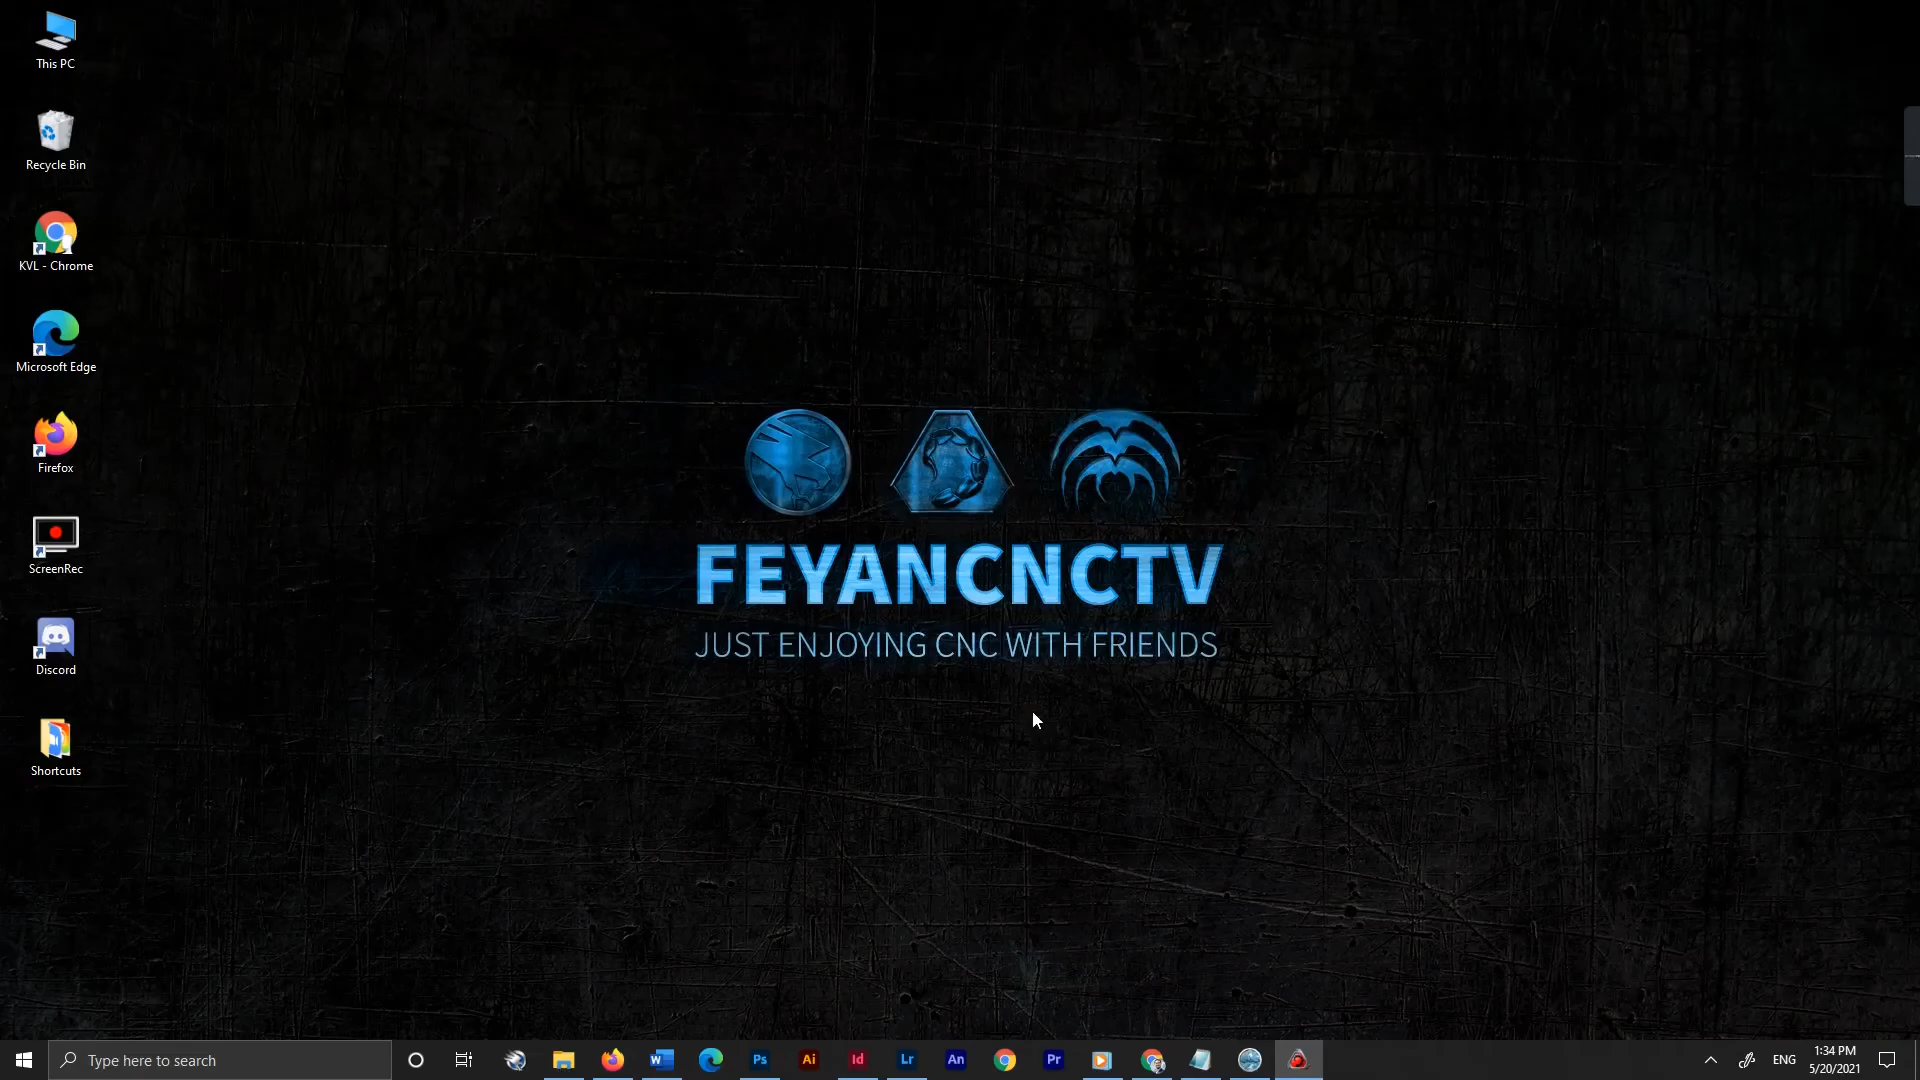 This PC
Recycle Bin
KVL - Chrome
Microsoft Edge
Firefox
ScreenRec
Discord
Shortcuts
FEYANCNCTV
JUST ENJOYING CNC WITH FRIENDS
Type here to search
W
Ps
Ai
Id
Lr
An
Pr
ENG
1:34 PM
5/20/2021